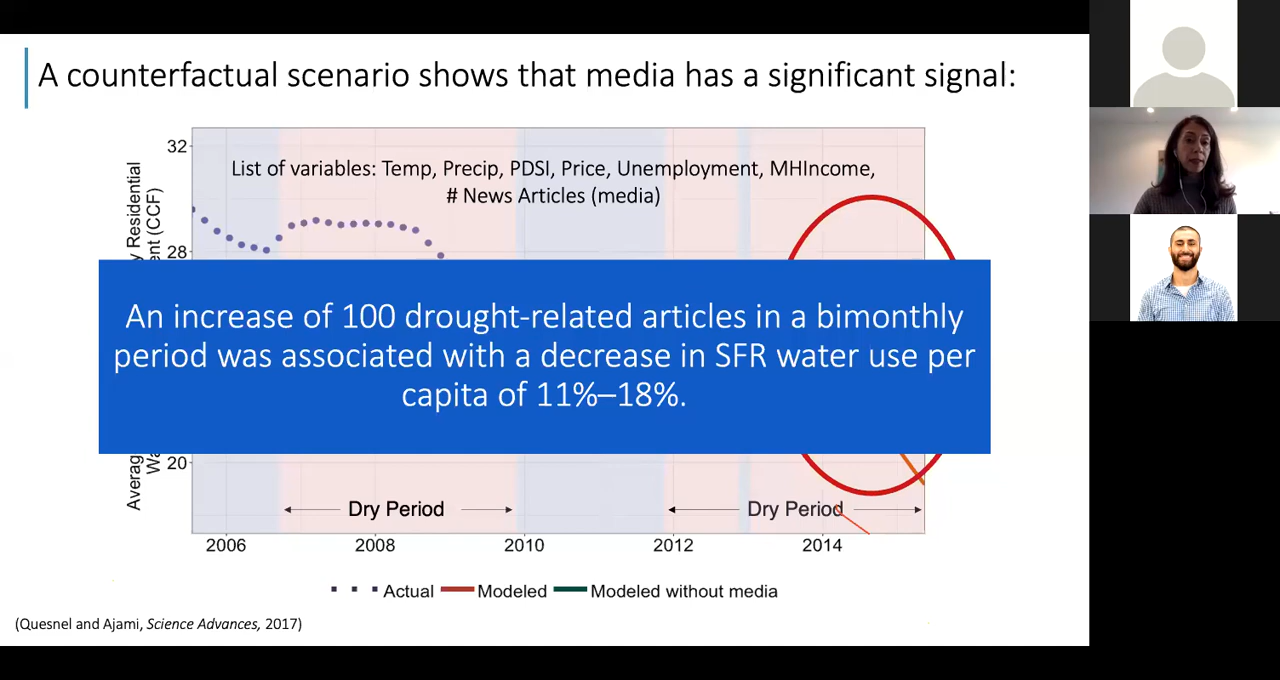 A counterfactual scenario shows that media has a significant signal:
32
List of variables: Temp, Precip, PDSI, Price, Unemployment, MHIncome,
# News Articles (media)
Residential
(CCF)
28
An increase of 100 drought-related articles in a bimonthly
period was associated with a decrease in SFR water use per
capita of 11%–18%.
20
Dry Period
Dry Period
2006
2008
2010
2012
2014
Actual
Modeled
Modeled without media
(Quesnel and Ajami, Science Advances, 2017)